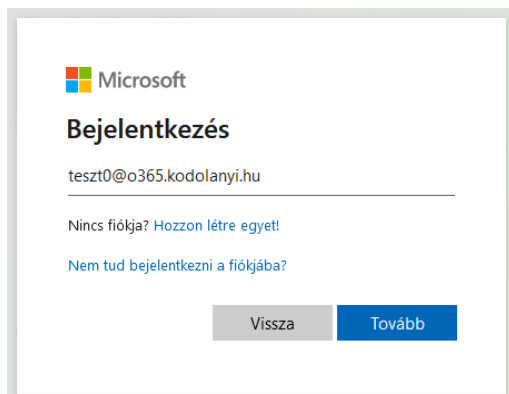 Microsoft
Bejelentkezés
teszt0@o365.kodolanyi.hu
Nincs fiókja? Hozzon létre egyet!
Nem tud bejelentkezni a fiókjába?
Vissza Tovább